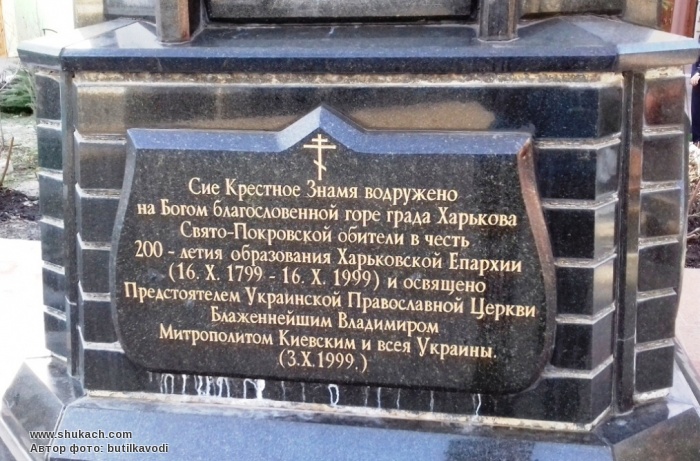 Сие Крестное Знамя водружено
на Богом благословенной горе града Харькова
Свято-Покровской обители в честь
200 - летия образования Харьковской Епархии
(16. X. 1799 - 16. X. 1999) и освящено
Предстоятелем Украинской Православной Церкви
Блаженнейшим Владимиром
Митрополитом Киевским и всея Украины.
(3.X.1999.)
www.shukach.com
Автор фото: butilkavodi